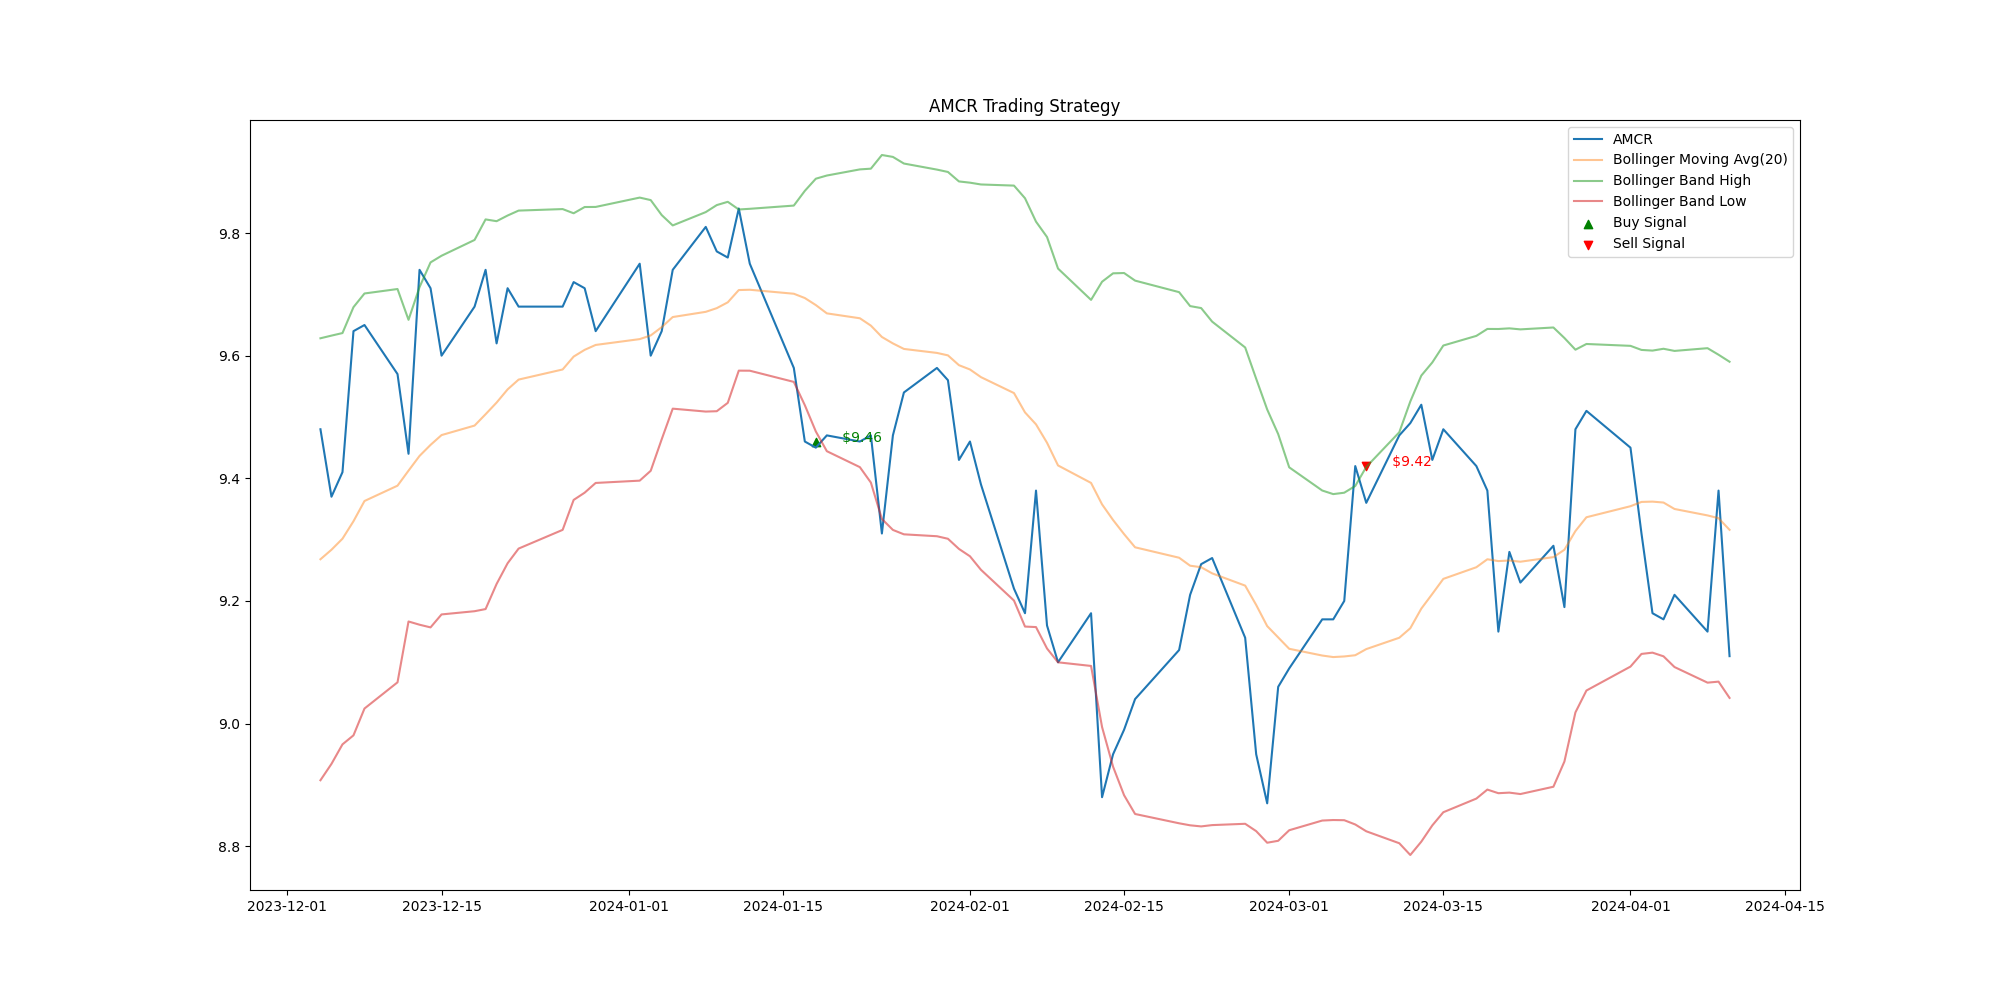 AMCR Trading Strategy
AMCR
Bollinger Moving Avg(20)
Bollinger Band High
Bollinger Band Low
Buy Signal
Sell Signal
9.8
9.6
9.4
9.2
9.0
8.8
$9.46
$9.42
2023-12-01 2023-12-15 2024-01-01 2024-01-15 2024-02-01 2024-02-15 2024-03-01 2024-03-15 2024-04-01 2024-04-15